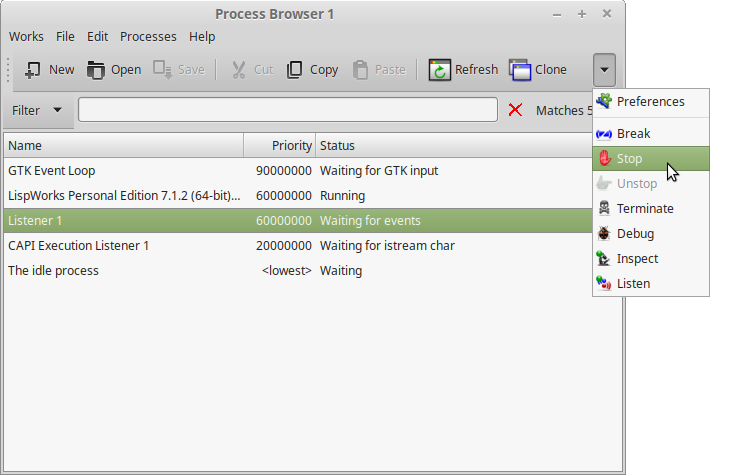 Process Browser 1
Works File Edit Processes Help
New Open Save Cut Copy Paste Refresh Clone
Filter Matches 5
Preferences
Break
Stop
Unstop
Terminate
Debug
Inspect
Listen
Name Priority Status
GTK Event Loop 90000000 Waiting for GTK input
LispWorks Personal Edition 7.1.2 (64-bit)... 60000000 Running
Listener 1 60000000 Waiting for events
CAPI Execution Listener 1 20000000 Waiting for istream char
The idle process <lowest> Waiting